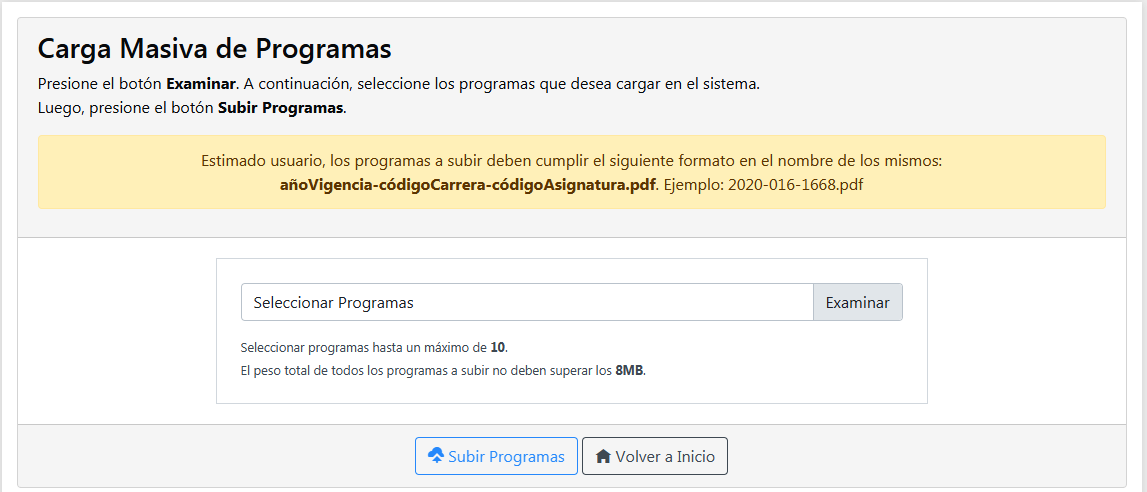 Carga Masiva de Programas
Presione el botón Examinar. A continuación, seleccione los programas que desea cargar en el sistema.
Luego, presione el botón Subir Programas.
Estimado usuario, los programas a subir deben cumplir el siguiente formato en el nombre de los mismos:
añoVigencia-códigoCarrera-códigoAsignatura.pdf. Ejemplo: 2020-016-1668.pdf
Seleccionar Programas Examinar
Seleccionar programas hasta un máximo de 10.
El peso total de todos los programas a subir no deben superar los 8MB.
Subir Programas Volver a Inicio